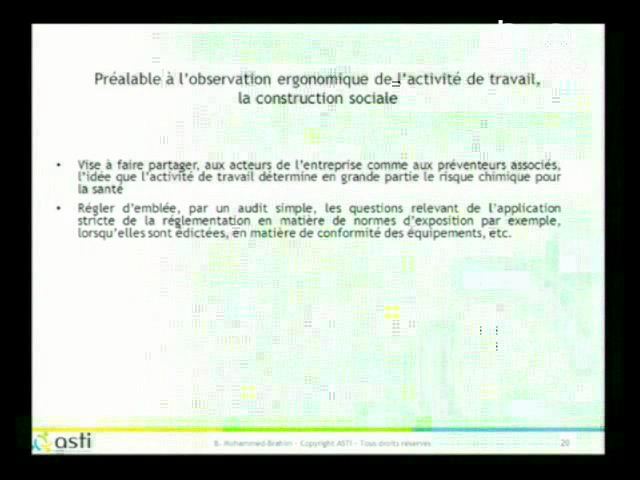 Préalable à l'observation ergonomique de l'activité de travail,
la construction sociale
• Vise à faire partager, aux acteurs de l'entreprise comme aux préventeurs associés,
l'idée que l'activité de travail détermine en grande partie le risque chimique pour
la santé
• Régler d'emblée, par un audit simple, les questions relevant de l'application
stricte de la réglementation en matière de normes d'exposition par exemple,
lorsqu'elles sont édictées, en matière de conformité des équipements, etc.
asti
B. Mohammed-Brahim - Copyright ASTI - Tous droits réservés
20